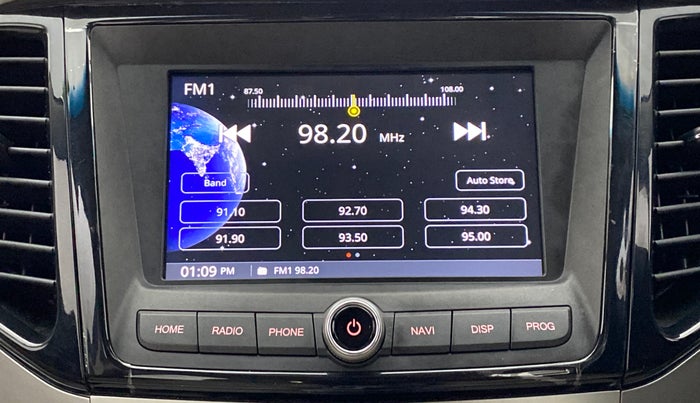 FM1
87.50 108.00
98.20 MHz
Band Auto Store
91.10 92.70 94.30
91.90 93.50 95.00
01:09 PM FM1 98.20
HOME RADIO PHONE NAVI DISP PROG